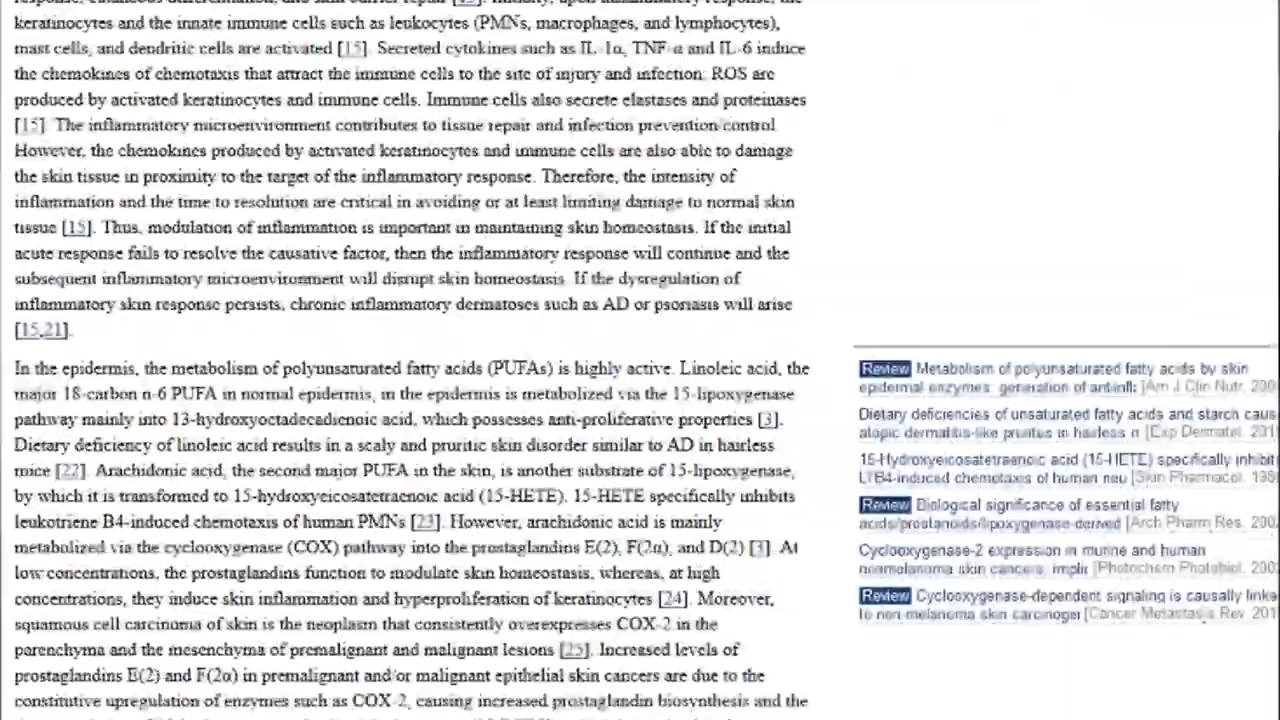 keratinocytes and the innate immune cells such as leukocytes (PMNs, macrophages, and lymphocytes),
mast cells, and dendritic cells are activated [15]. Secreted cytokines such as IL-1α, TNF-α and IL-6 induce
the chemokines of chemotaxis that attract the immune cells to the site of injury and infection. ROS are
produced by activated keratinocytes and immune cells. Immune cells also secrete elastases and proteinases
[15]. The inflammatory microenvironment contributes to tissue repair and infection prevention control.
However, the chemokines produced by activated keratinocytes and immune cells are also able to damage
the skin tissue in proximity to the target of the inflammatory response. Therefore, the intensity of
inflammation and the time to resolution are critical in avoiding or at least limiting damage to normal skin
tissue [15]. Thus, modulation of inflammation is important in maintaining skin homeostasis. If the initial
acute response fails to resolve the causative factor, then the inflammatory response will continue and the
subsequent inflammatory microenvironment will disrupt skin homeostasis. If the dysregulation of
inflammatory skin response persists, chronic inflammatory dermatoses such as AD or psoriasis will arise
[15,21].
In the epidermis, the metabolism of polyunsaturated fatty acids (PUFAs) is highly active. Linoleic acid, the
major 18-carbon n-6 PUFA in normal epidermis, in the epidermis is metabolized via the 15-lipoxygenase
pathway mainly into 13-hydroxyoctadecadienoic acid, which possesses anti-proliferative properties [3].
Dietary deficiency of linoleic acid results in a scaly and pruritic skin disorder similar to AD in hairless
mice [22]. Arachidonic acid, the second major PUFA in the skin, is another substrate of 15-lipoxygenase,
by which it is transformed to 15-hydroxyeicosatetraenoic acid (15-HETE). 15-HETE specifically inhibits
leukotriene B4-induced chemotaxis of human PMNs [23]. However, arachidonic acid is mainly
metabolized via the cyclooxygenase (COX) pathway into the prostaglandins E(2), F(2α), and D(2) [3]. At
low concentrations, the prostaglandins function to modulate skin homeostasis, whereas, at high
concentrations, they induce skin inflammation and hyperproliferation of keratinocytes [24]. Moreover,
squamous cell carcinoma of skin is the neoplasm that consistently overexpresses COX-2 in the
parenchyma and the mesenchyma of premalignant and malignant lesions [25]. Increased levels of
prostaglandins E(2) and F(2α) in premalignant and/or malignant epithelial skin cancers are due to the
constitutive upregulation of enzymes such as COX-2, causing increased prostaglandin biosynthesis and the
Review Metabolism of polyunsaturated fatty acids by skin
epidermal enzymes: generation of antiinfl [Am J Clin Nutr. 200
Dietary deficiencies of unsaturated fatty acids and starch caus
atopic dermatitis-like pruritus in hairless n [Exp Dermatol. 201
15-Hydroxyeicosatetraenoic acid (15-HETE) specifically inhibit
LTB4-induced chemotaxis of human neu [Skin Pharmacol.
Review Biological significance of essential fatty
acids/prostanoids/lipoxygenase-derived [Arch Pharm Res. 200
Cyclooxygenase-2 expression in murine and human
nonmelanoma skin cancers: implic [Photochem Photobiol. 200
Review Cyclooxygenase-dependent signaling is causally linke
to non-melanoma skin carcinoge [Cancer Metastasis Rev. 201